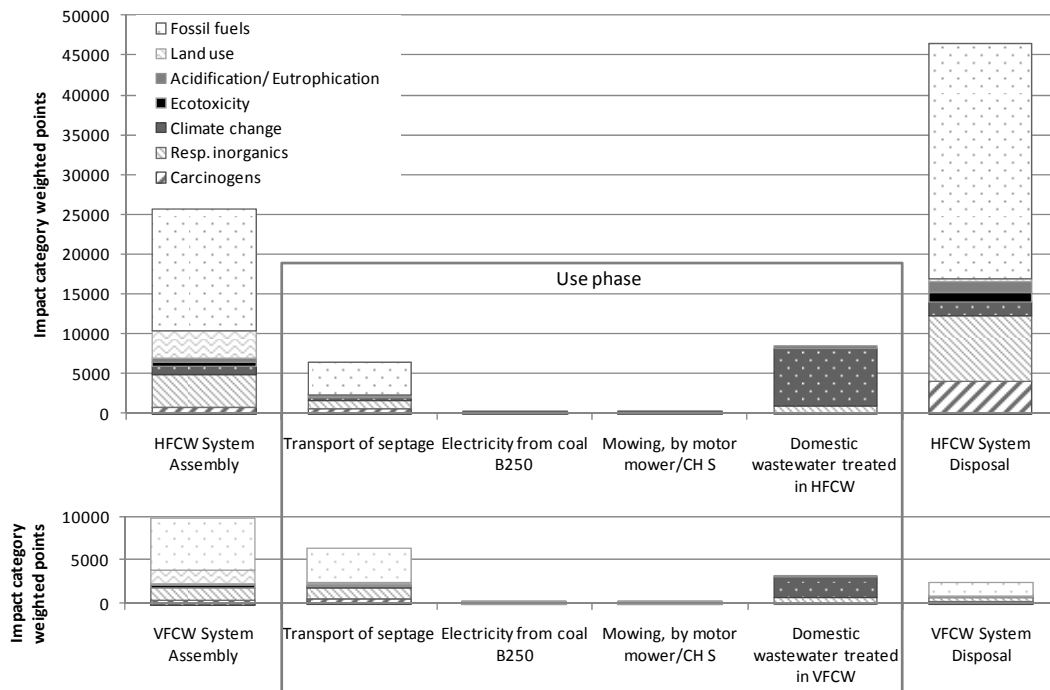 50000
45000
40000
35000
30000
25000
20000
15000
10000
5000
0
Impact category weighted points
Fossil fuels
Land use
Acidification/ Eutrophication
Ecotoxicity
Climate change
Resp. inorganics
Carcinogens
Use phase
HFCW System
Assembly
Transport of septage
Electricity from coal
B250
Mowing, by motor
mower/CH S
Domestic
wastewater treated
in HFCW
HFCW System
Disposal
10000
5000
0
Impact category
weighted points
VFCW System
Assembly
Transport of septage
Electricity from coal
B250
Mowing, by motor
mower/CH S
Domestic
wastewater treated
in VFCW
VFCW System
Disposal